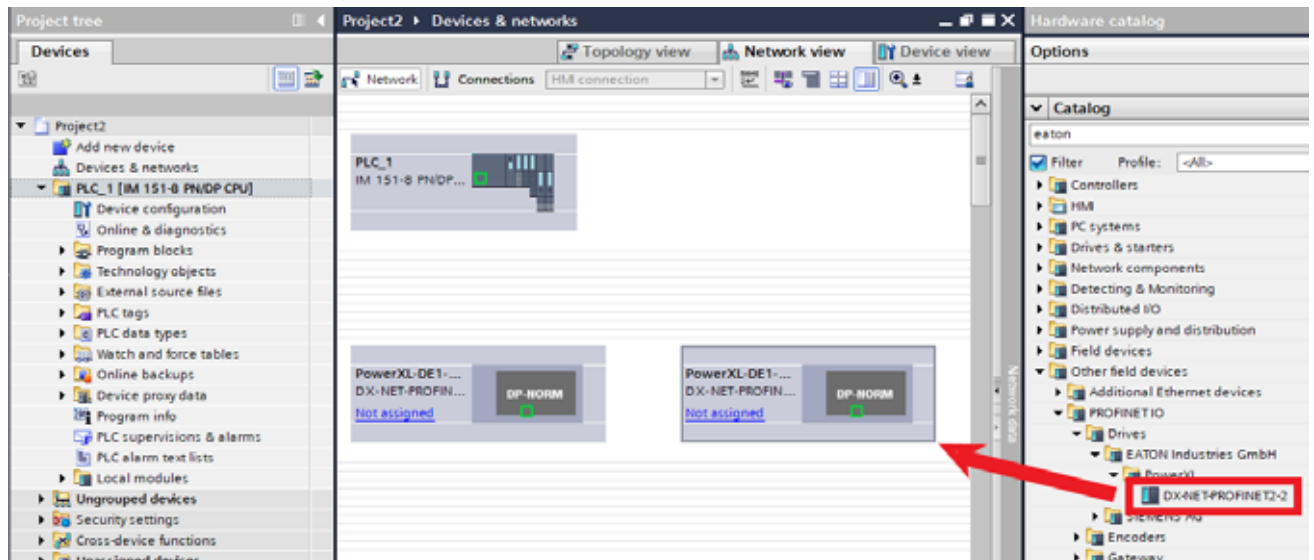 Project tree
Devices
Project2
Add new device
Devices & networks
PLC_1 [IM 151-8 PN/DP CPU]
Device configuration
Online & diagnostics
Program blocks
Technology objects
External source files
PLC tags
PLC data types
Watch and force tables
Online backups
Device proxy data
Program info
PLC supervisions & alarms
PLC alarm text lists
Local modules
Ungrouped devices
Security settings
Cross-device functions
Unassigned devices
Project2 ▸ Devices & networks
Topology view
Network view
Device view
Network
Connections
HMI connection
PLC_1
IM 151-8 PN/DP...
PowerXL-DE1-...
DX-NET-PROFIN...
Not assigned
DP-NORM
PowerXL-DE1-...
DX-NET-PROFIN...
Not assigned
DP-NORM
Network data
Hardware catalog
Options
Catalog
eaton
Filter Profile: <All>
Controllers
HMI
PC systems
Drives & starters
Network components
Detecting & Monitoring
Distributed I/O
Power supply and distribution
Field devices
Other field devices
Additional Ethernet devices
PROFINET IO
Drives
EATON Industries GmbH
PowerXL
DX-NET-PROFINET2-2
SIEMENS AG
Encoders
Gateway